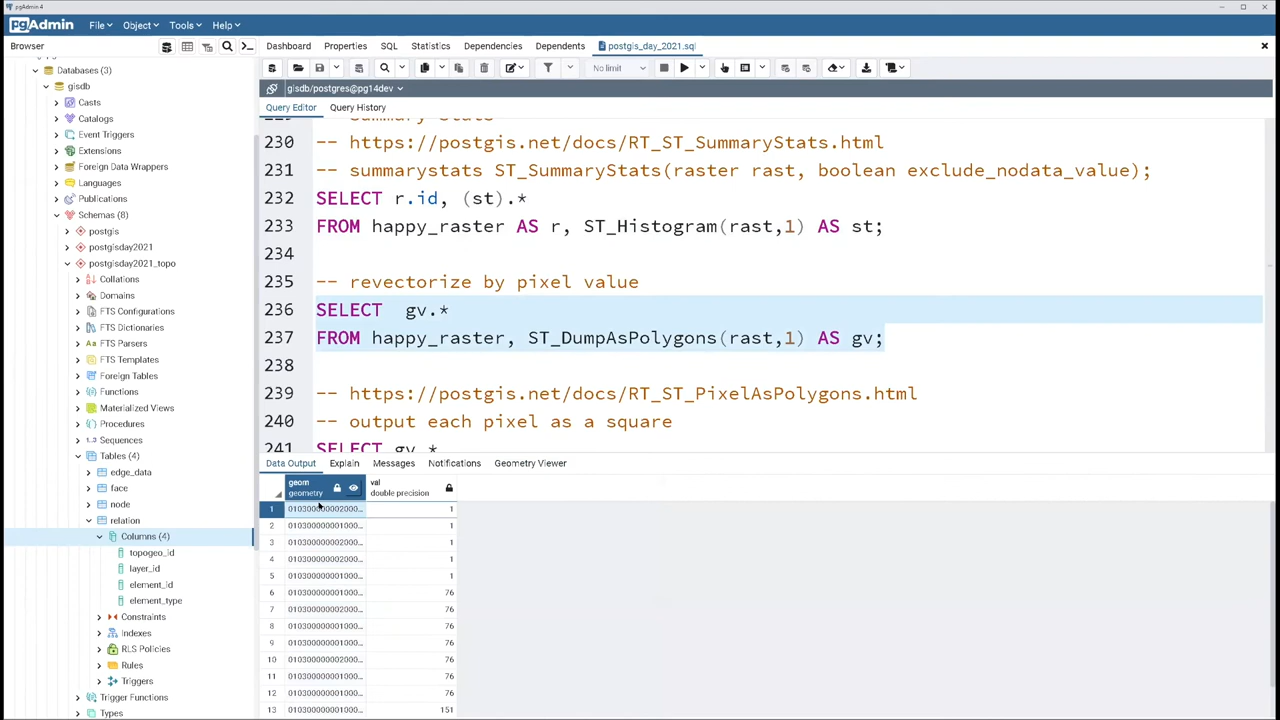 pgAdmin 4
pgAdmin File Object Tools Help
Browser
Dashboard Properties SQL Statistics Dependencies Dependents postgis_day_2021.sql
No limit
gisdb/postgres@pg14dev
Query Editor Query History
Databases (3)
gisdb
Casts
Catalogs
Event Triggers
Extensions
Foreign Data Wrappers
Languages
Publications
Schemas (8)
postgis
postgisday2021
postgisday2021_topo
Collations
Domains
FTS Configurations
FTS Dictionaries
FTS Parsers
FTS Templates
Foreign Tables
Functions
Materialized Views
Procedures
1..3 Sequences
Tables (4)
edge_data
face
node
relation
Columns (4)
topogeo_id
layer_id
element_id
element_type
Constraints
Indexes
RLS Policies
Rules
Triggers
Trigger Functions
Types
229 -- Summary Stats
230 -- https://postgis.net/docs/RT_ST_SummaryStats.html
231 -- summarystats ST_SummaryStats(raster rast, boolean exclude_nodata_value);
232 SELECT r.id, (st).*
233 FROM happy_raster AS r, ST_Histogram(rast,1) AS st;
234
235 -- revectorize by pixel value
236 SELECT gv.*
237 FROM happy_raster, ST_DumpAsPolygons(rast,1) AS gv;
238
239 -- https://postgis.net/docs/RT_ST_PixelAsPolygons.html
240 -- output each pixel as a square
241 SELECT gv.*
Data Output Explain Messages Notifications Geometry Viewer
geom val
geometry double precision
1 010300000002000... 1
2 010300000001000... 1
3 010300000002000... 1
4 010300000002000... 1
5 010300000001000... 1
6 010300000001000... 76
7 010300000002000... 76
8 010300000001000... 76
9 010300000001000... 76
10 010300000002000... 76
11 010300000001000... 76
12 010300000001000... 76
13 010300000001000... 151